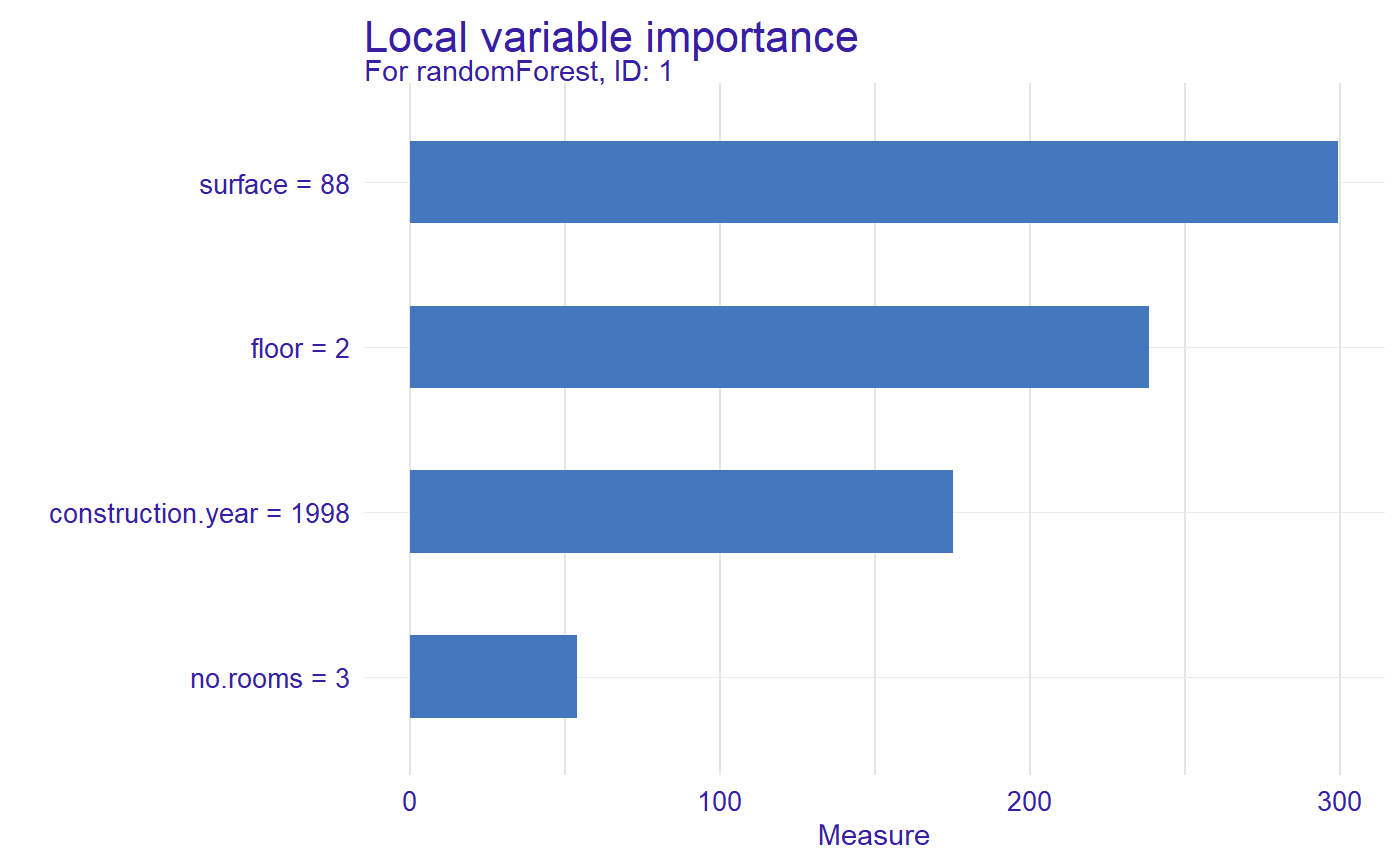 Local variable importance
For randomForest, ID: 1
surface = 88
floor = 2
construction.year = 1998
no.rooms = 3
0 100 200 300
Measure